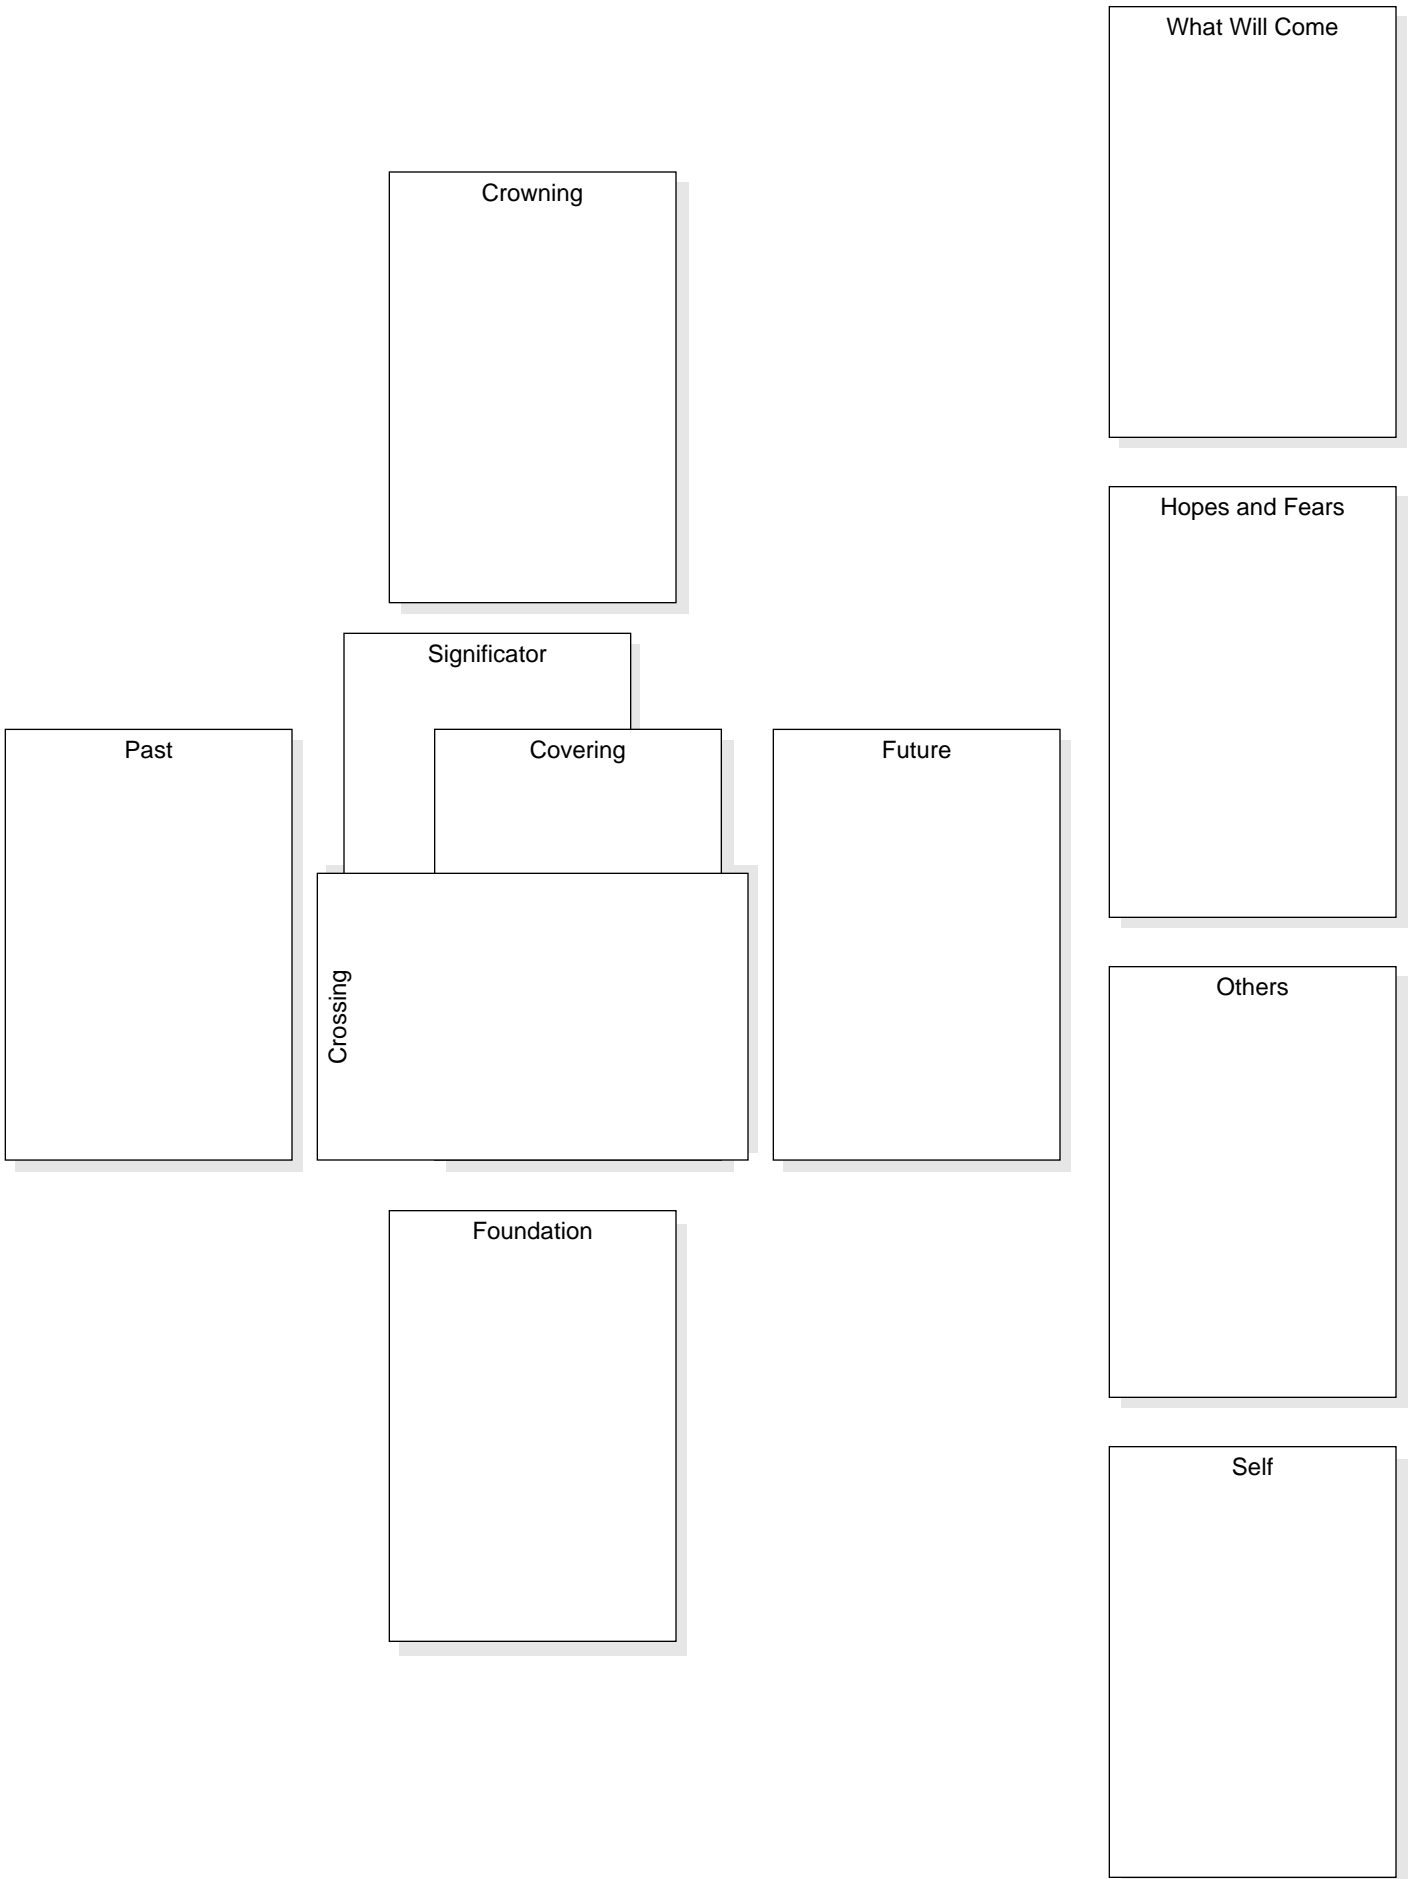 What Will Come
Crowning
Hopes and Fears
Significator
Past
Covering
Future
Crossing
Others
Foundation
Self